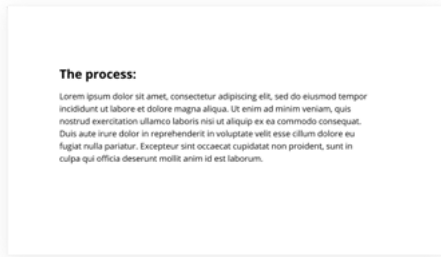 The process:
Lorem ipsum dolor sit amet, consectetur adipiscing elit, sed do eiusmod tempor
incididunt ut labore et dolore magna aliqua. Ut enim ad minim veniam, quis
nostrud exercitation ullamco laboris nisi ut aliquip ex ea commodo consequat.
Duis aute irure dolor in reprehenderit in voluptate velit esse cillum dolore eu
fugiat nulla pariatur. Excepteur sint occaecat cupidatat non proident, sunt in
culpa qui officia deserunt mollit anim id est laborum.